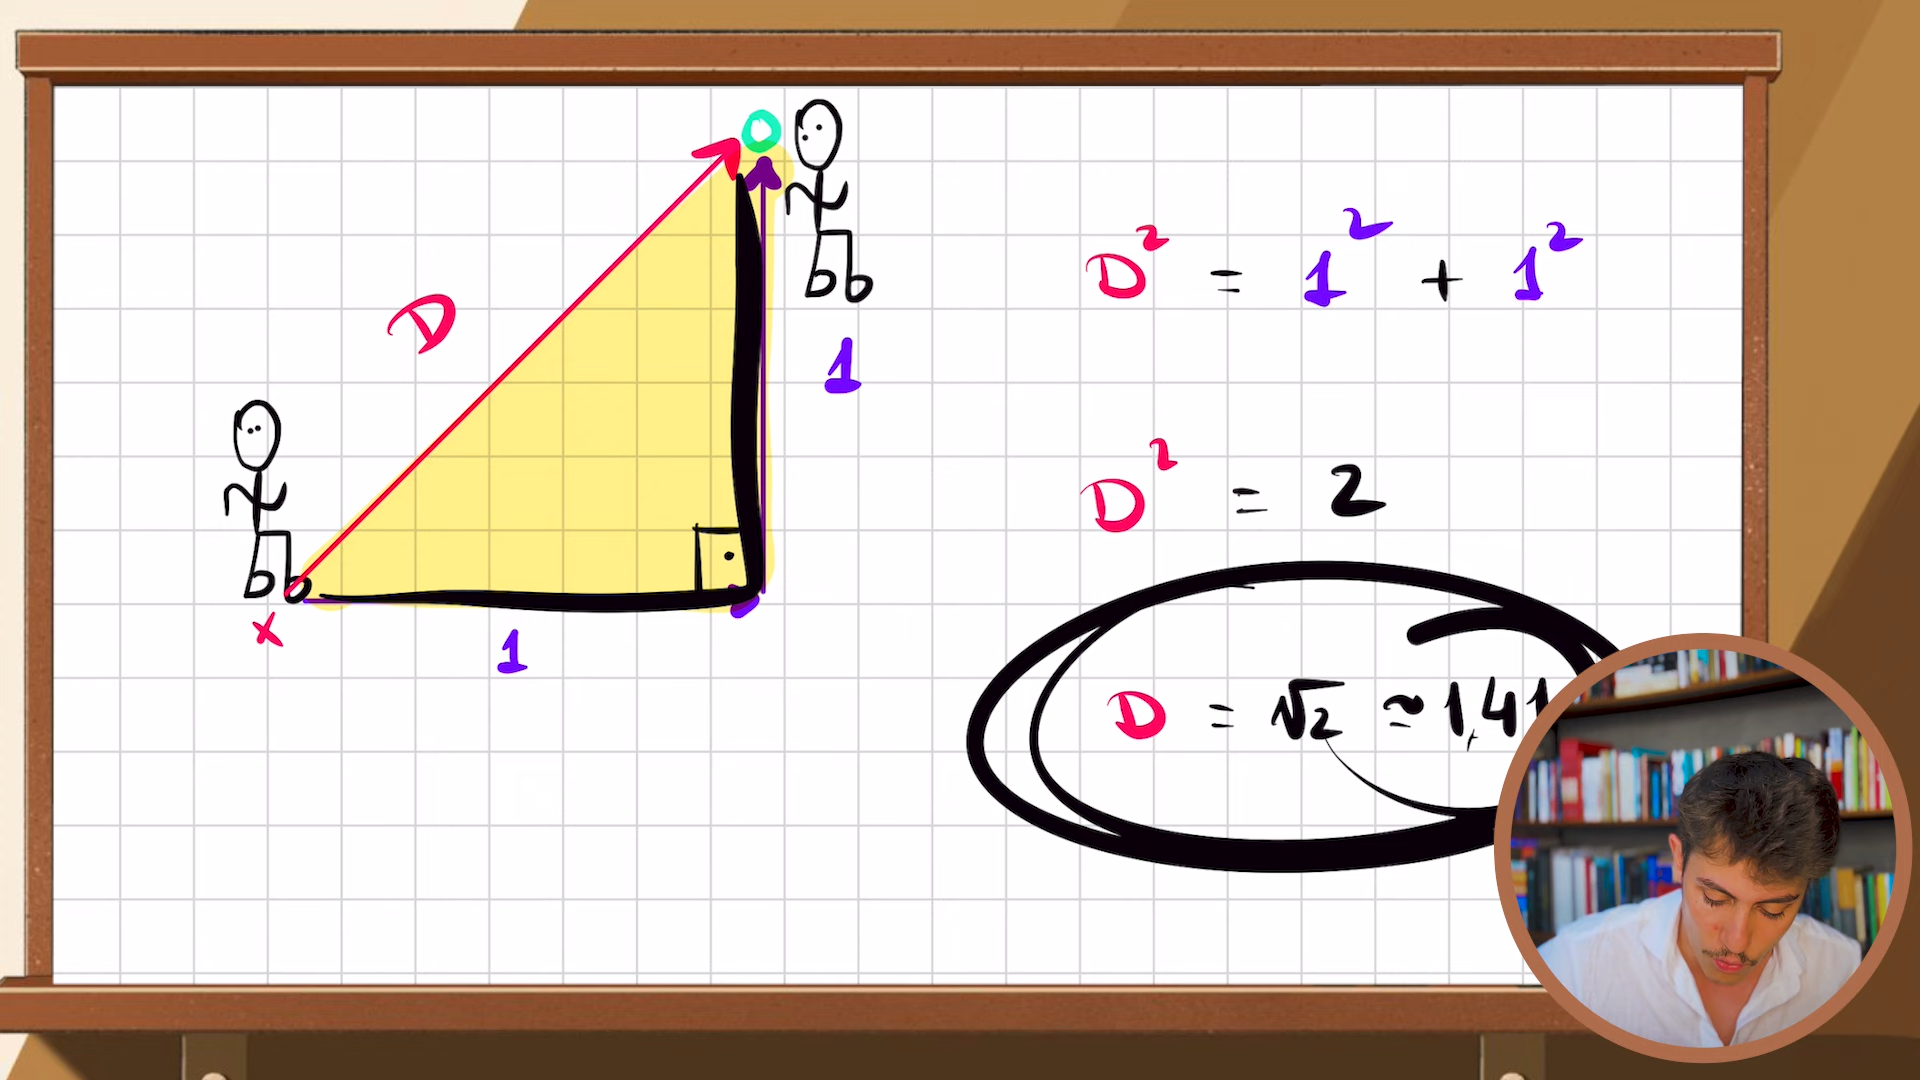 D
1
x
1
D² = 1² + 1²
D² = 2
D = √2 ≃ 1,41